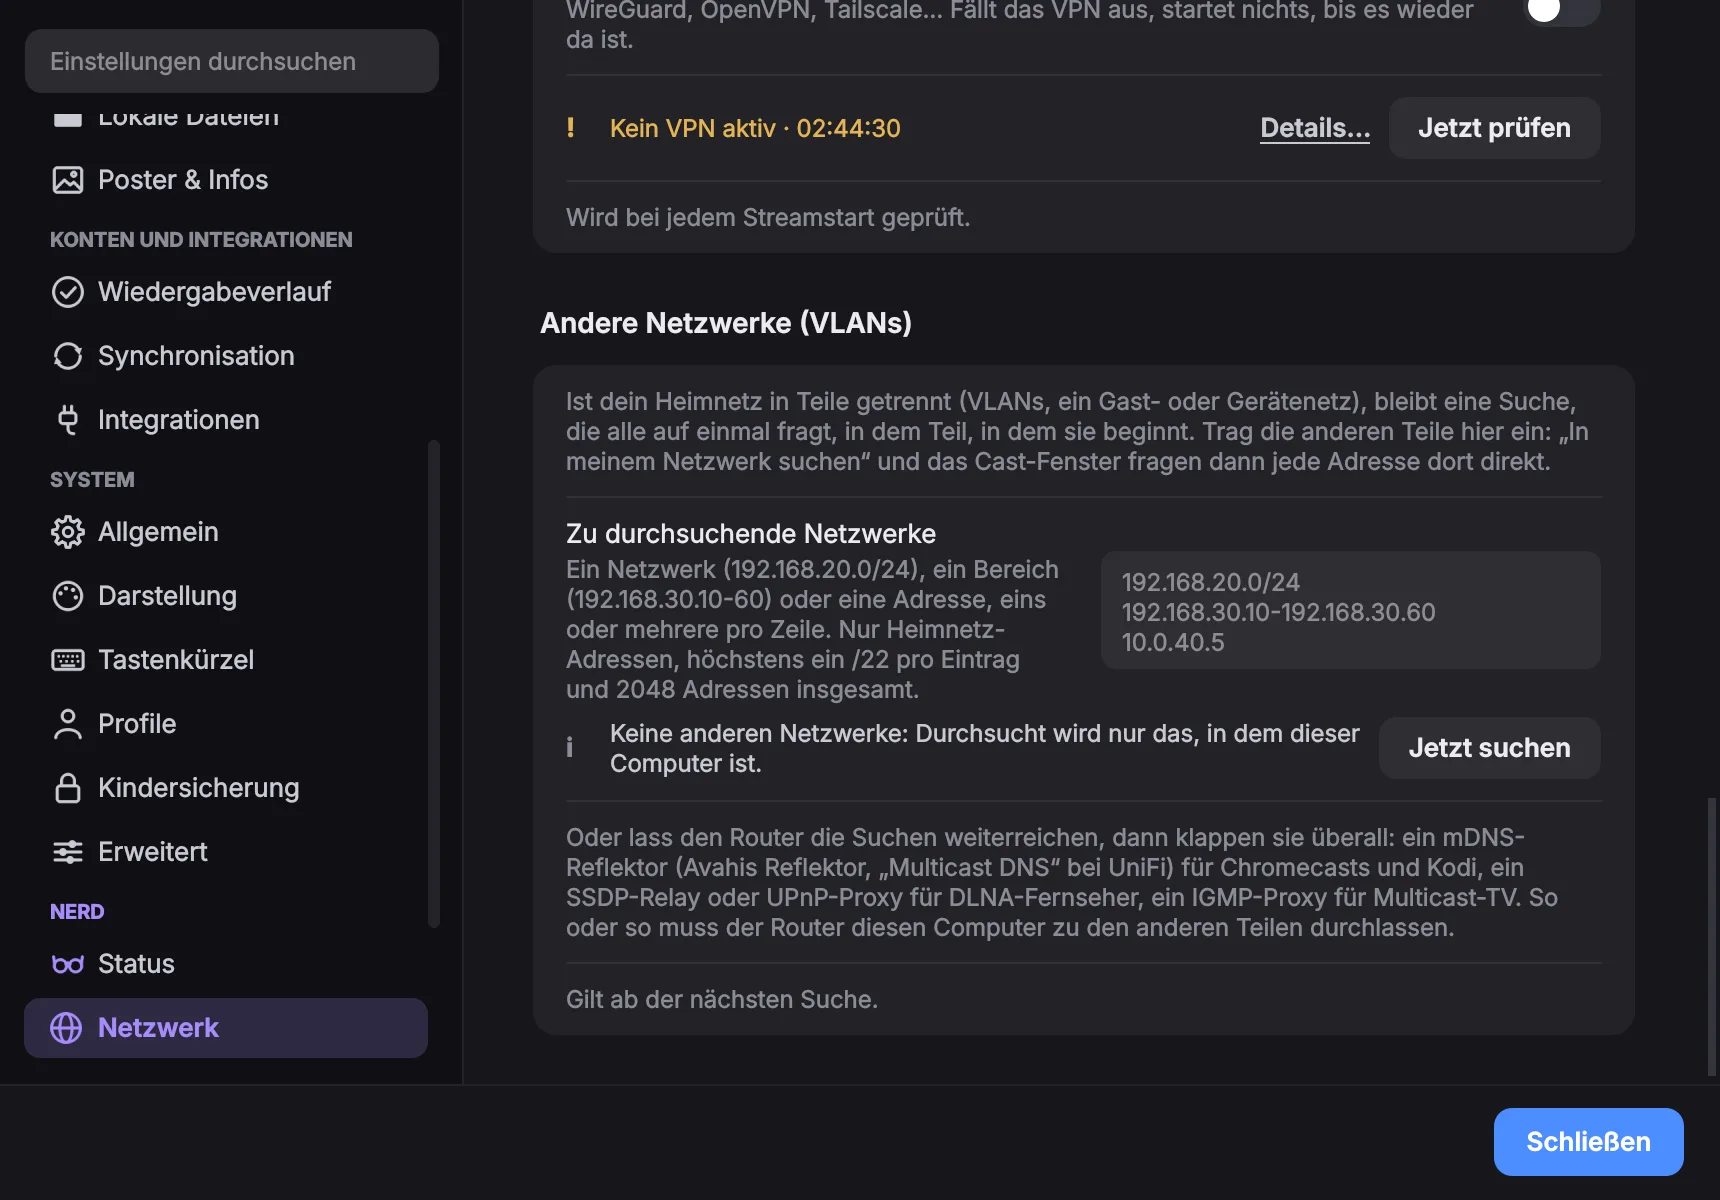 Einstellungen durchsuchen
Lokale Dateien
Poster & Infos
KONTEN UND INTEGRATIONEN
Wiedergabeverlauf
Synchronisation
Integrationen
SYSTEM
Allgemein
Darstellung
Tastenkürzel
Profile
Kindersicherung
Erweitert
NERD
Status
Netzwerk
WireGuard, OpenVPN, Tailscale... Fällt das VPN aus, startet nichts, bis es wieder
da ist.
! Kein VPN aktiv · 02:44:30 Details... Jetzt prüfen
Wird bei jedem Streamstart geprüft.
Andere Netzwerke (VLANs)
Ist dein Heimnetz in Teile getrennt (VLANs, ein Gast- oder Gerätenetz), bleibt eine Suche,
die alle auf einmal fragt, in dem Teil, in dem sie beginnt. Trag die anderen Teile hier ein: „In
meinem Netzwerk suchen“ und das Cast-Fenster fragen dann jede Adresse dort direkt.
Zu durchsuchende Netzwerke
Ein Netzwerk (192.168.20.0/24), ein Bereich
(192.168.30.10-60) oder eine Adresse, eins
oder mehrere pro Zeile. Nur Heimnetz-
Adressen, höchstens ein /22 pro Eintrag
und 2048 Adressen insgesamt.
192.168.20.0/24
192.168.30.10-192.168.30.60
10.0.40.5
i Keine anderen Netzwerke: Durchsucht wird nur das, in dem dieser
Computer ist.
Jetzt suchen
Oder lass den Router die Suchen weiterreichen, dann klappen sie überall: ein mDNS-
Reflektor (Avahis Reflektor, „Multicast DNS“ bei UniFi) für Chromecasts und Kodi, ein
SSDP-Relay oder UPnP-Proxy für DLNA-Fernseher, ein IGMP-Proxy für Multicast-TV. So
oder so muss der Router diesen Computer zu den anderen Teilen durchlassen.
Gilt ab der nächsten Suche.
Schließen